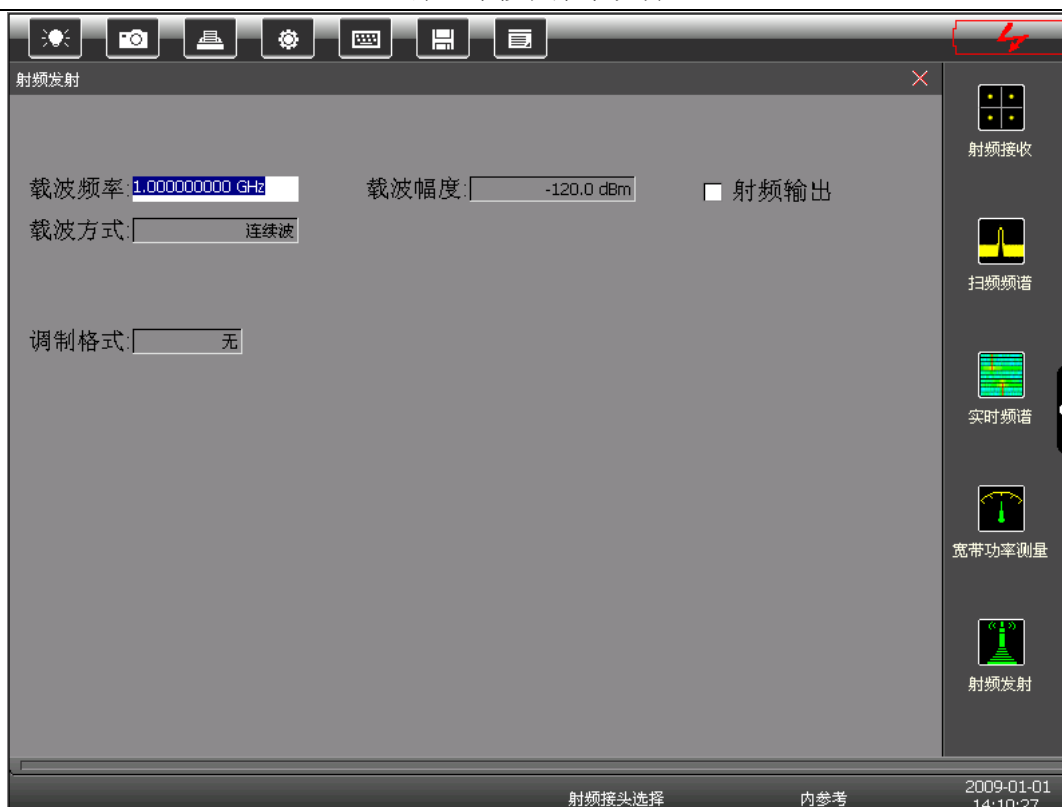 射频发射
载波频率:1.000000000 GHz
载波幅度:-120.0 dBm
射频输出
载波方式:连续波
调制格式:无
射频接收
扫频频谱
实时频谱
宽带功率测量
射频发射
射频接头选择
内参考
2009-01-01
14:10:27